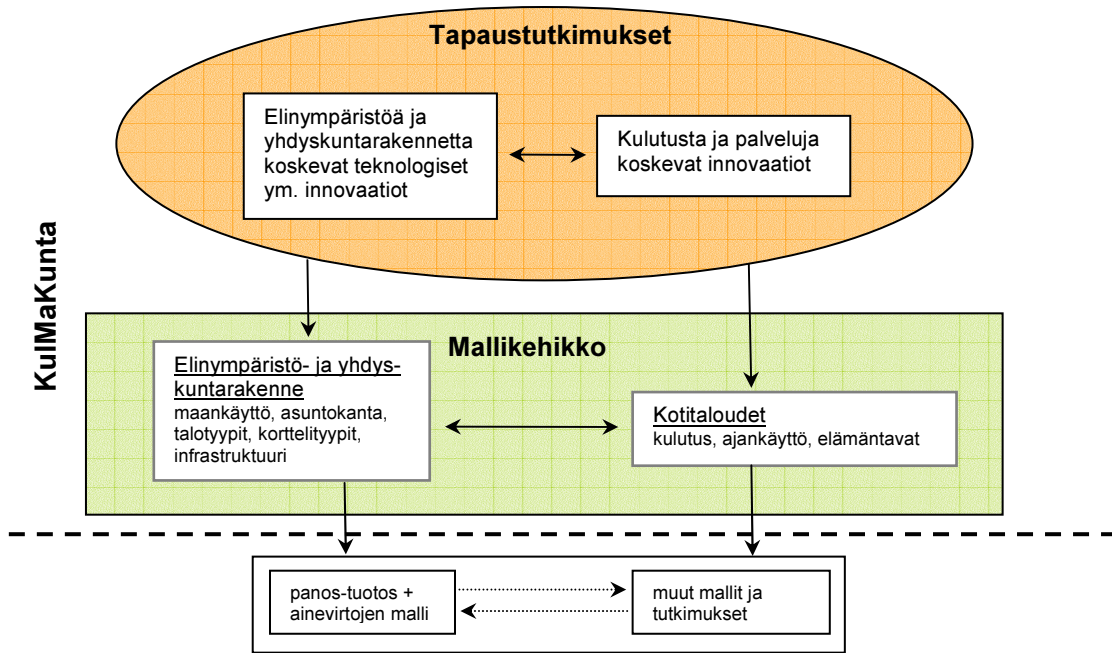 Tapaustutkimukset
Elinympäristöä ja
yhdyskuntarakennetta
koskevat teknologiset
ym. innovaatiot
Kulutusta ja palveluja
koskevat innovaatiot
KulMaKunta
Mallikehikko
Elinympäristö- ja yhdys-
kuntarakenne
maankäyttö, asuntokanta,
talotyypit, korttelityypit,
infrastruktuuri
Kotitaloudet
kulutus, ajankäyttö, elämäntavat
panos-tuotos +
ainevirtojen malli
muut mallit ja
tutkimukset